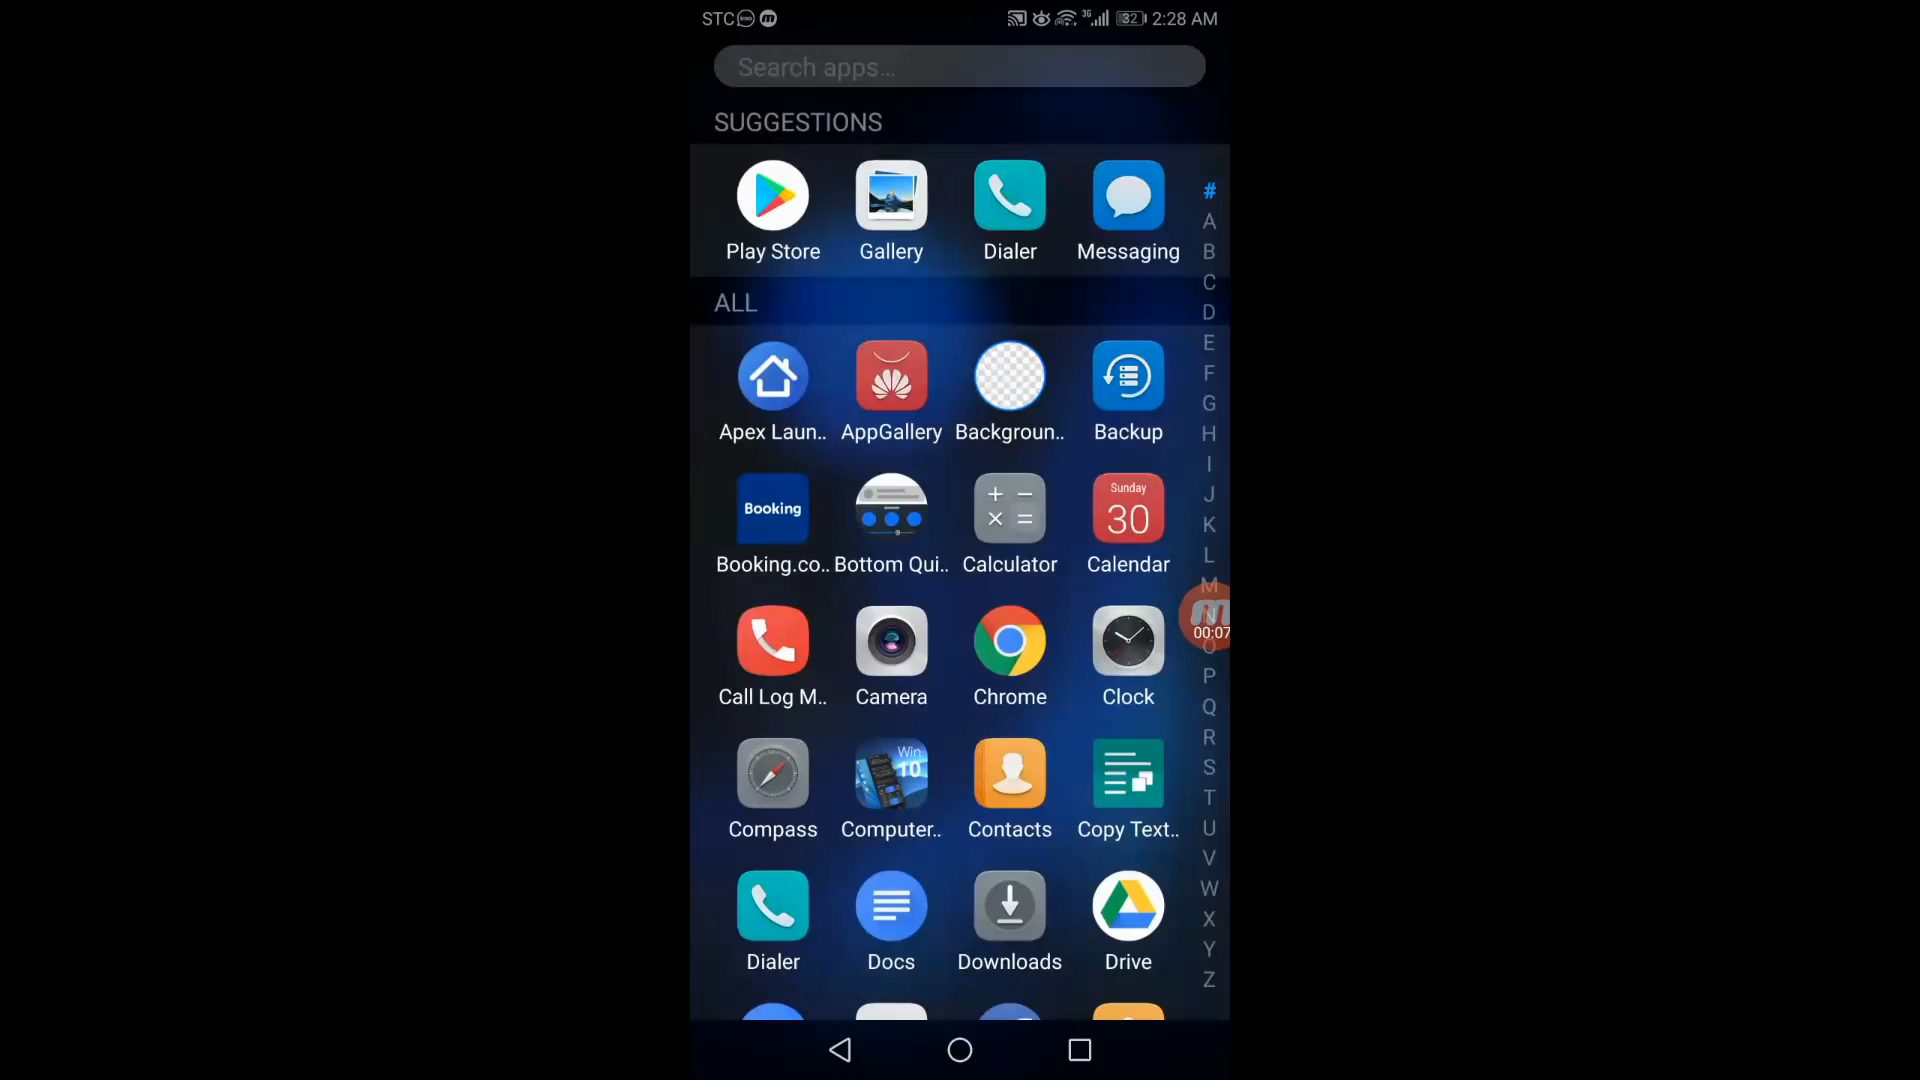 STC 3G 32 2:28 AM
Search apps...
SUGGESTIONS
Play Store Gallery Dialer Messaging
ALL
Apex Laun.. AppGallery Backgroun.. Backup
Booking
Sunday
30
Booking.co.. Bottom Qui.. Calculator Calendar
Call Log M.. Camera Chrome Clock
Win
10
Compass Computer.. Contacts Copy Text..
Dialer Docs Downloads Drive
#
A
B
C
D
E
F
G
H
I
J
K
L
M
N
00:07
O
P
Q
R
S
T
U
V
W
X
Y
Z